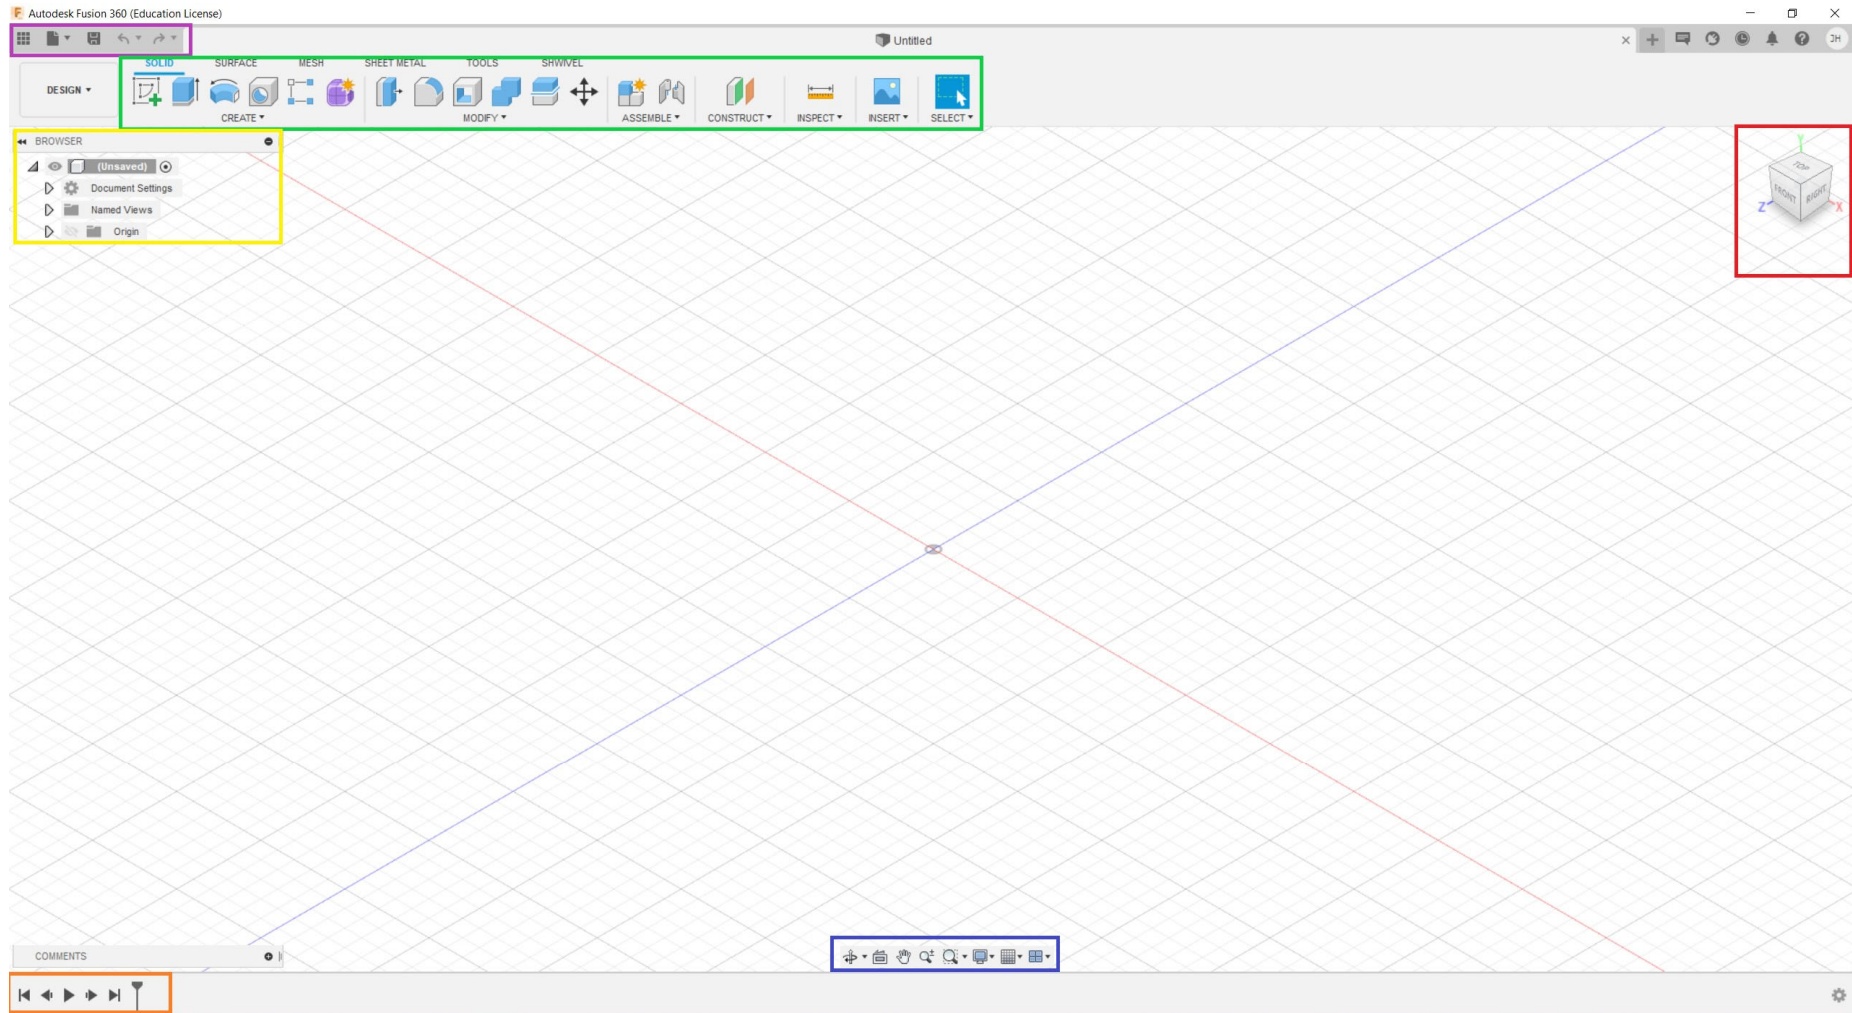 Autodesk Fusion 360 (Education License)
Untitled
JH
SOLID SURFACE MESH SHEET METAL TOOLS SHWIVEL
DESIGN
CREATE MODIFY ASSEMBLE CONSTRUCT INSPECT INSERT SELECT
BROWSER
(Unsaved)
Document Settings
Named Views
Origin
Y
TOP
FRONT RIGHT
Z X
COMMENTS